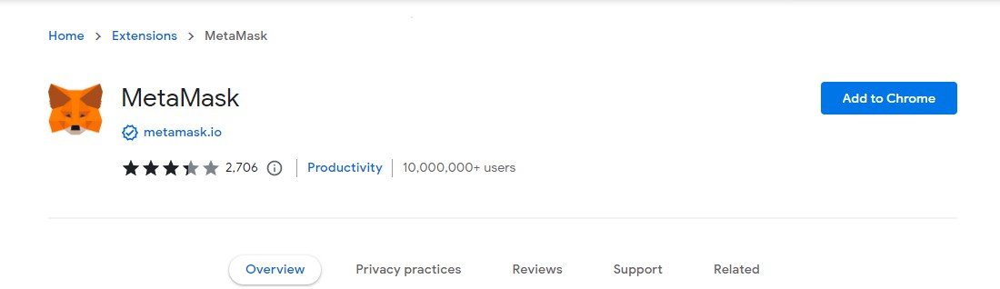 Home > Extensions > MetaMask
MetaMask
Add to Chrome
metamask.io
2,706 Productivity 10,000,000+ users
Overview Privacy practices Reviews Support Related